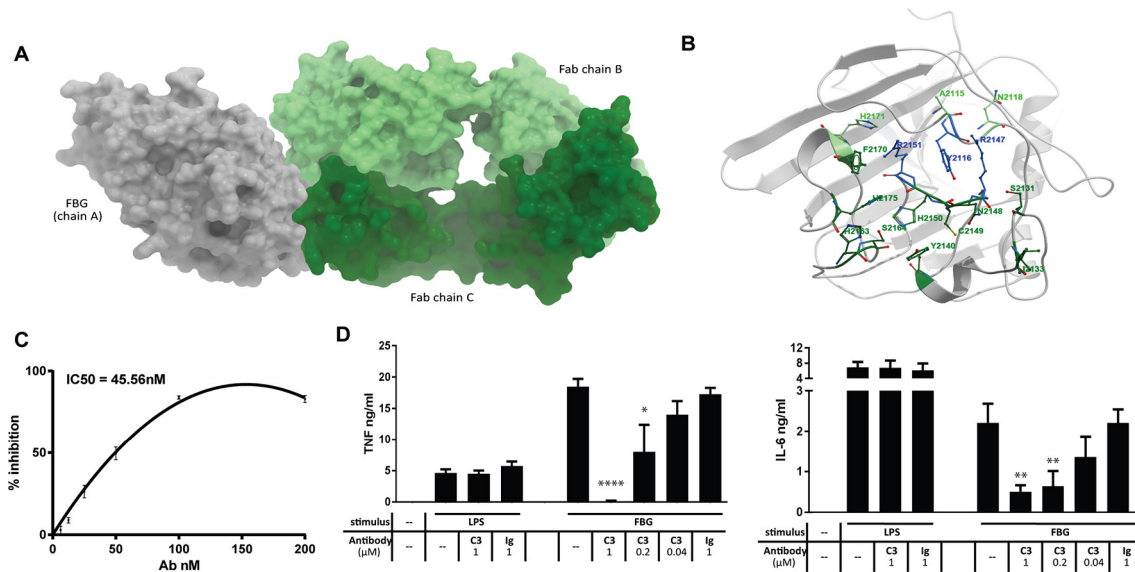 A
Fab chain B
FBG
(chain A)
Fab chain C
B
A2115
N2118
H2171
R2147
F2170
R2151
Y2116
H2175
S2131
N2148
H2163
S2164
H2150
C2149
Y2140
C
IC50 = 45.56nM
% inhibition
100
50
0
0 50 100 150 200
Ab nM
D
TNF ng/ml
25
20
15
10
5
0
*
****
stimulus -- LPS FBG
Antibody -- -- C3 Ig -- C3 C3 C3 Ig
(μM) 1 1 1 0.2 0.04 1
IL-6 ng/ml
12
8
4
3
2
1
0
** **
stimulus -- LPS FBG
Antibody -- -- C3 Ig -- C3 C3 C3 Ig
(μM) 1 1 1 0.2 0.04 1